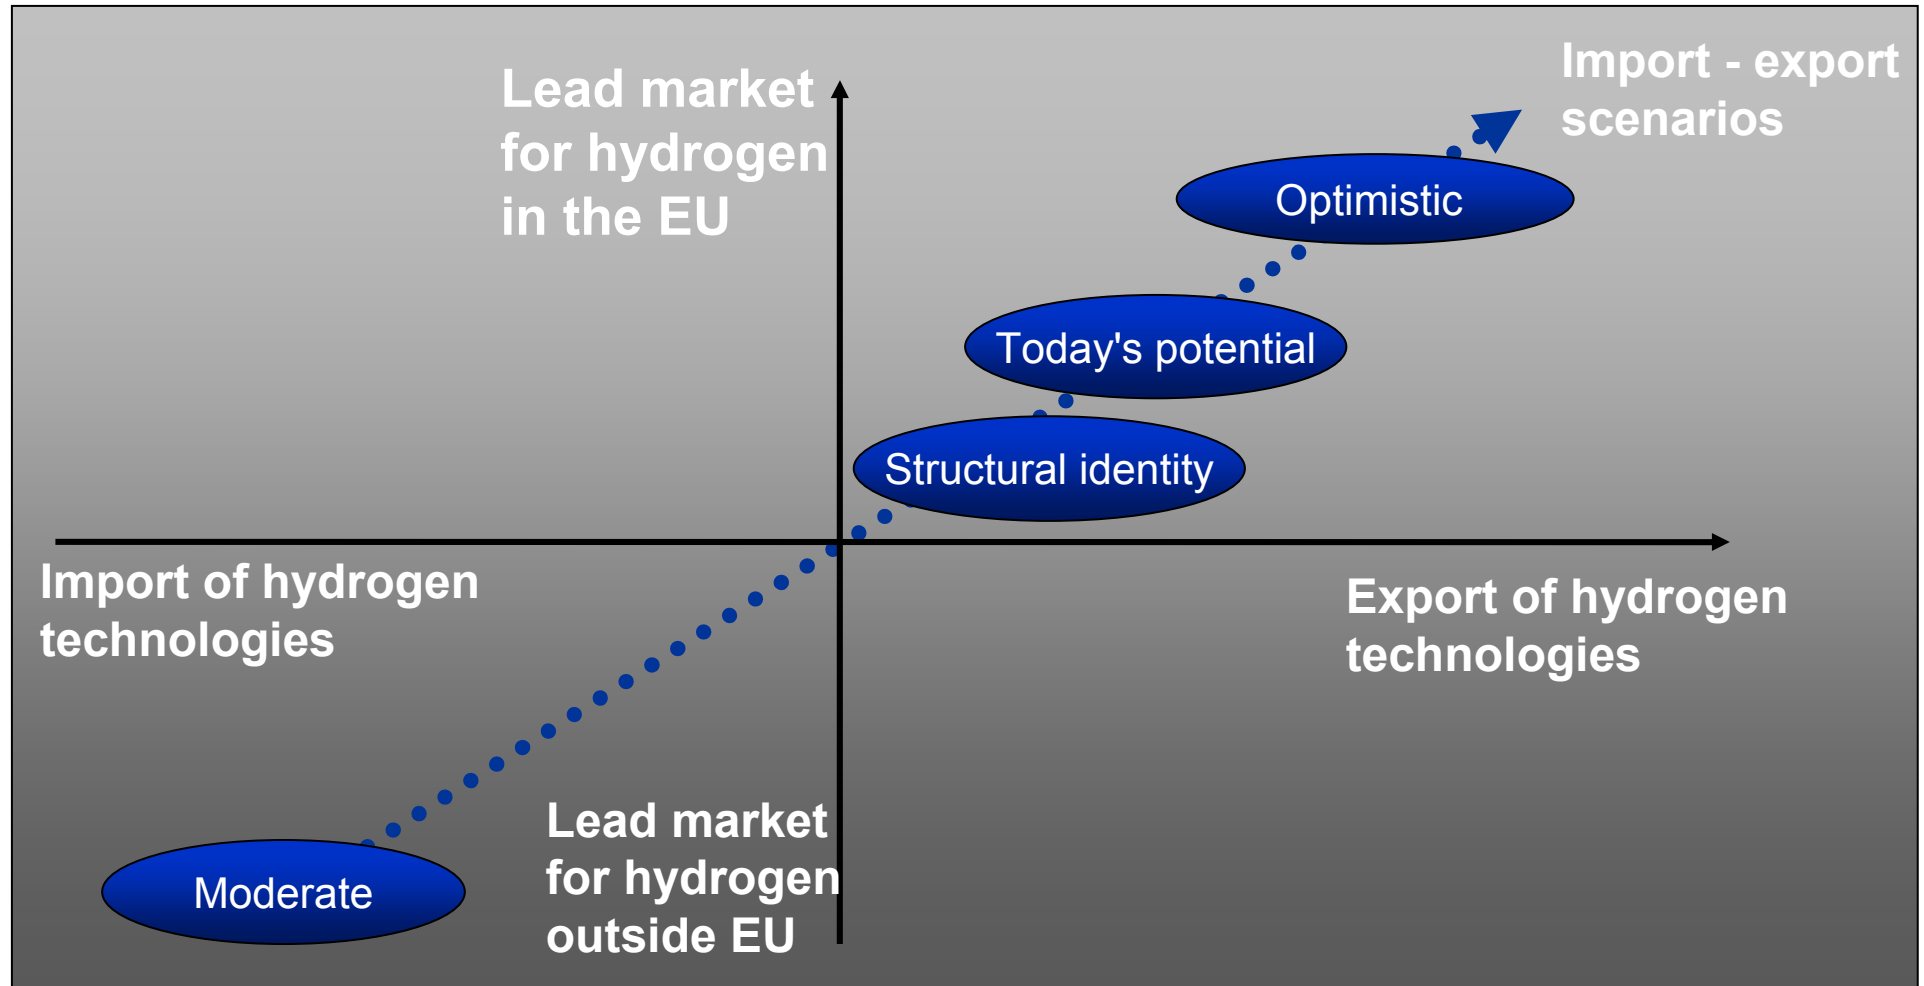 Lead market
for hydrogen
in the EU
Import - export
scenarios
Optimistic
Today's potential
Structural identity
Import of hydrogen
technologies
Export of hydrogen
technologies
Lead market
for hydrogen
outside EU
Moderate